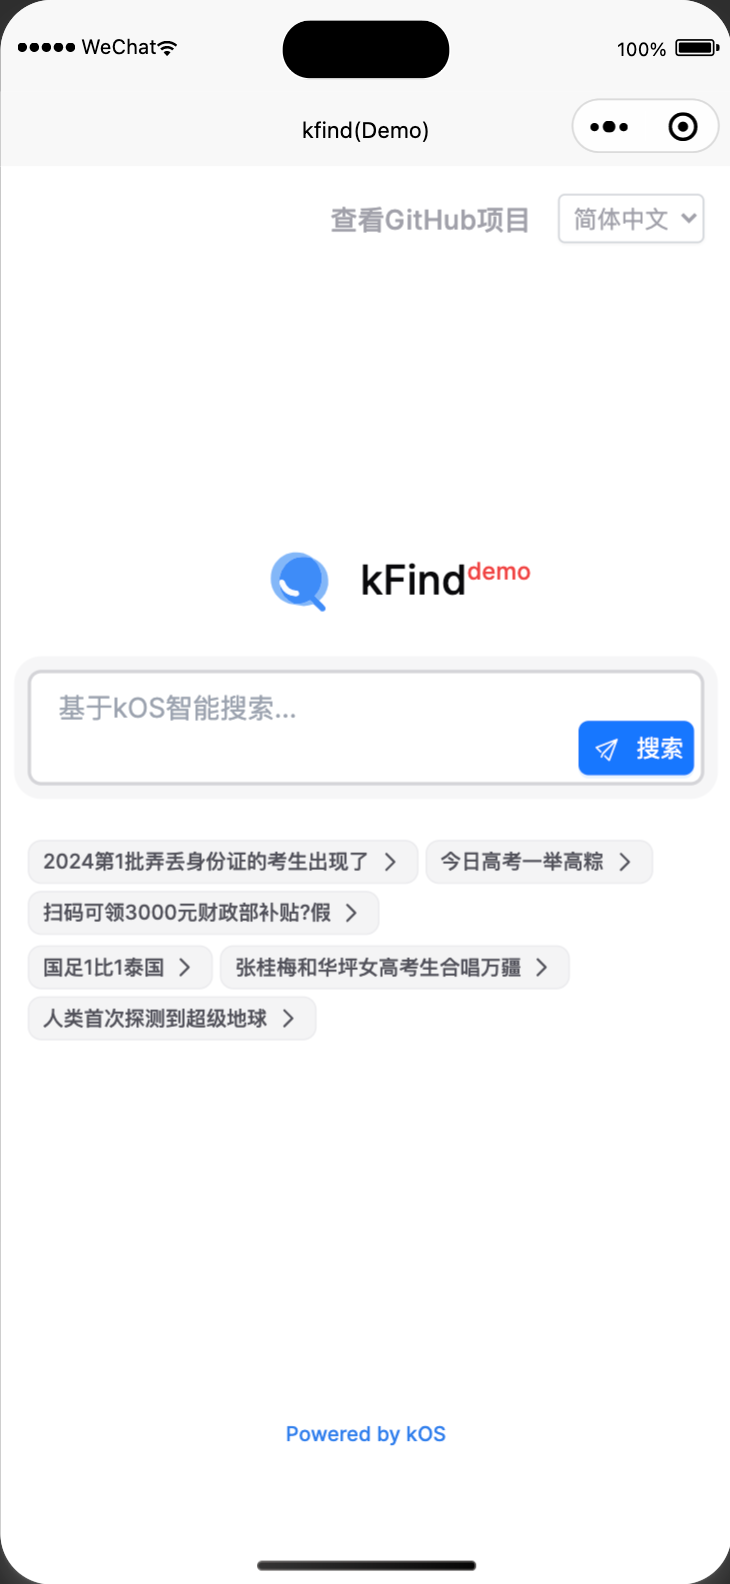 WeChat 100%
kfind(Demo)
查看GitHub项目 简体中文
kFind demo
基于kOS智能搜索...
搜索
2024第1批弄丢身份证的考生出现了 今日高考一举高粽
扫码可领3000元财政部补贴?假
国足1比1泰国 张桂梅和华坪女高考生合唱万疆
人类首次探测到超级地球
Powered by kOS